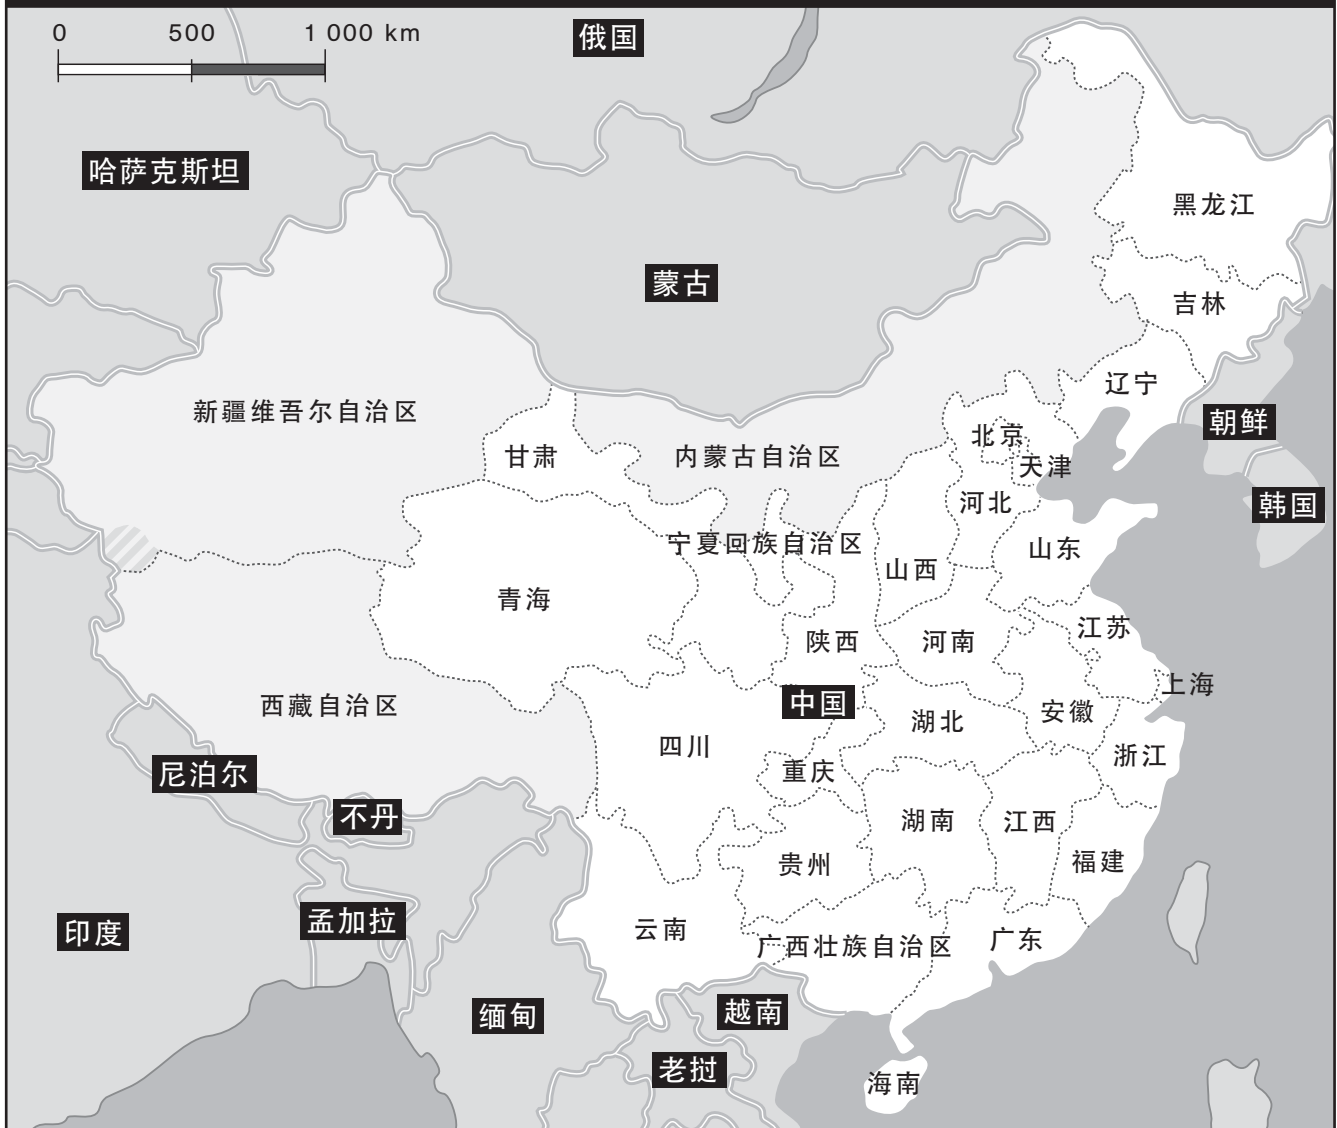 0 500 1 000 km
俄国
哈萨克斯坦
黑龙江
蒙古
吉林
辽宁
新疆维吾尔自治区
朝鲜
北京
甘肃
内蒙古自治区
天津
河北
韩国
宁夏回族自治区
山东
山西
青海
江苏
陕西
河南
上海
西藏自治区
中国
安徽
湖北
四川
浙江
尼泊尔
重庆
不丹
湖南
江西
贵州
福建
孟加拉
印度
云南
广西壮族自治区
广东
缅甸
越南
老挝
海南